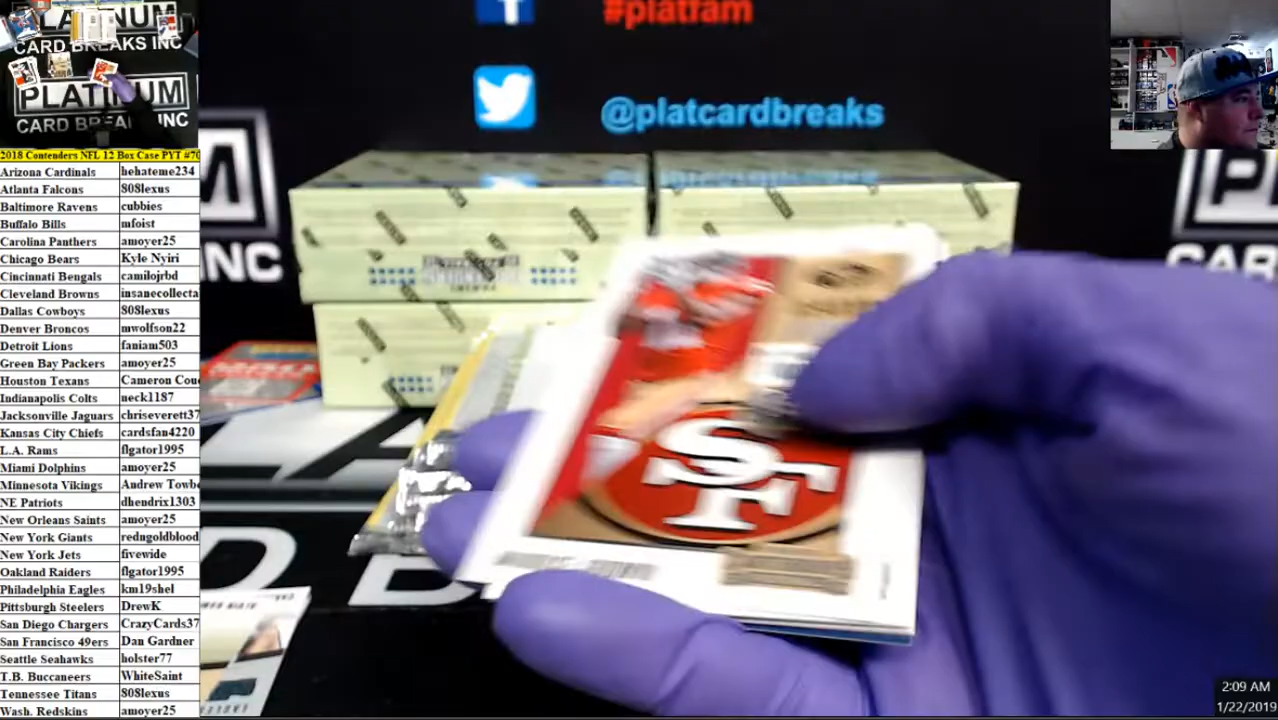 PLATINUM
CARD BREAKS INC
PLATINUM
CARD BREAKS INC
#platfam
@platcardbreaks
INC
CAR
SF
2018 Contenders NFL 12 Box Case PYT #70
Arizona Cardinals hehateme234
Atlanta Falcons 808lexus
Baltimore Ravens cubbies
Buffalo Bills mfoist
Carolina Panthers amoyer25
Chicago Bears Kyle Nyiri
Cincinnati Bengals camilojrbd
Cleveland Browns insanecollecta
Dallas Cowboys 808lexus
Denver Broncos mwolfson22
Detroit Lions faniam503
Green Bay Packers amoyer25
Houston Texans Cameron Cou
Indianapolis Colts neck1187
Jacksonville Jaguars chriseverett37
Kansas City Chiefs cardsfan4220
L.A. Rams flgator1995
Miami Dolphins amoyer25
Minnesota Vikings Andrew Towb
NE Patriots dhendrix1303
New Orleans Saints amoyer25
New York Giants redngoldblood
New York Jets fivewide
Oakland Raiders flgator1995
Philadelphia Eagles km19shel
Pittsburgh Steelers DrewK
San Diego Chargers CrazyCards37
San Francisco 49ers Dan Gardner
Seattle Seahawks holster77
T.B. Buccaneers WhiteSaint
Tennessee Titans 808lexus
Wash. Redskins amoyer25
2:09 AM
1/22/2019